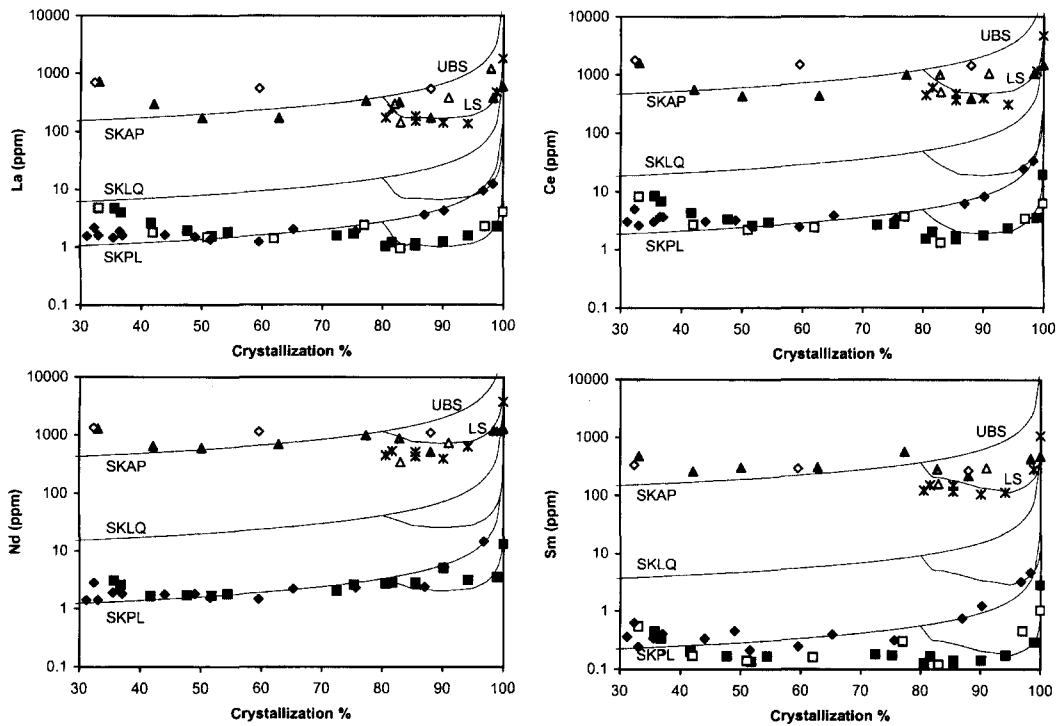 10000
1000
100
10
1
0.1
La (ppm)
UBS
LS
SKAP
SKLQ
SKPL
30 40 50 60 70 80 90 100
Crystallization %
10000
1000
100
10
1
0.1
Ce (ppm)
UBS
LS
SKAP
SKLQ
SKPL
30 40 50 60 70 80 90 100
Crystallization %
10000
1000
100
10
1
0.1
Nd (ppm)
UBS
LS
SKAP
SKLQ
SKPL
30 40 50 60 70 80 90 100
Crystallization %
10000
1000
100
10
1
0.1
Sm (ppm)
UBS
LS
SKAP
SKLQ
SKPL
30 40 50 60 70 80 90 100
Crystallization %